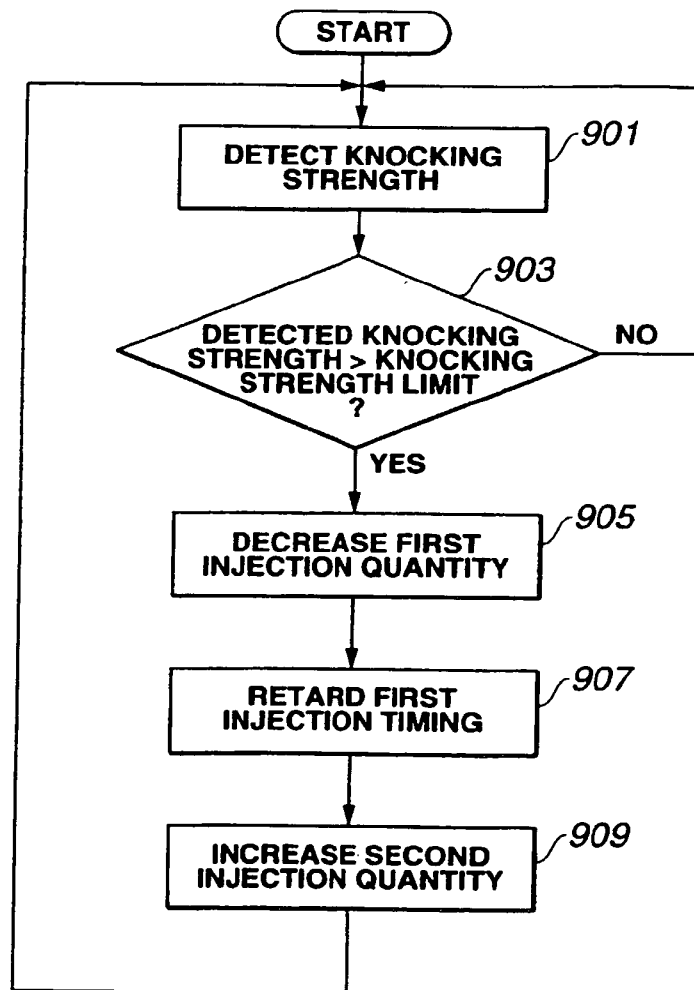 START
901
DETECT KNOCKING
STRENGTH
903
DETECTED KNOCKING
STRENGTH > KNOCKING
STRENGTH LIMIT
?
NO
YES
905
DECREASE FIRST
INJECTION QUANTITY
907
RETARD FIRST
INJECTION TIMING
909
INCREASE SECOND
INJECTION QUANTITY